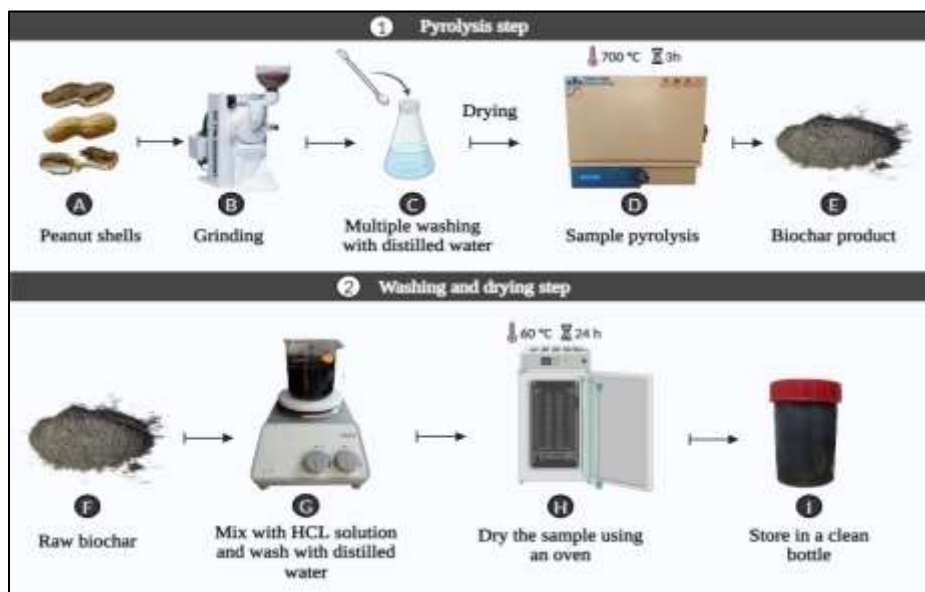 1 Pyrolysis step
700 °C 3h
Drying
A
B
C
D
E
Peanut shells
Grinding
Multiple washing
with distilled water
Sample pyrolysis
Biochar product
2 Washing and drying step
60 °C 24 h
F
G
H
i
Raw biochar
Mix with HCL solution
and wash with distilled
water
Dry the sample using
an oven
Store in a clean
bottle